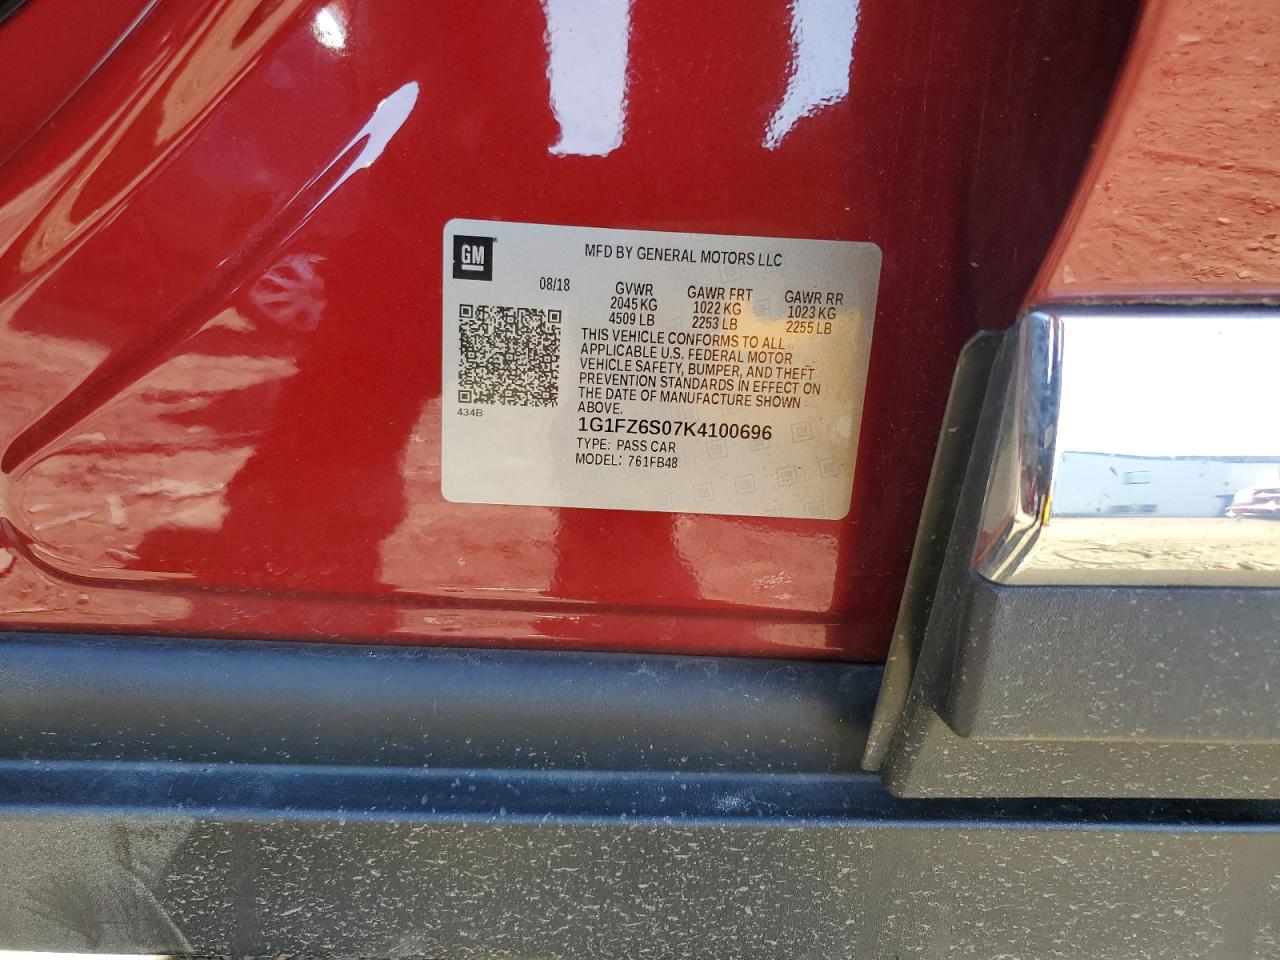 GM
MFD BY GENERAL MOTORS LLC
08/18
GVWR
2045 KG
4509 LB
GAWR FRT
1022 KG
2253 LB
GAWR RR
1023 KG
2255 LB
THIS VEHICLE CONFORMS TO ALL
APPLICABLE U.S. FEDERAL MOTOR
VEHICLE SAFETY, BUMPER, AND THEFT
PREVENTION STANDARDS IN EFFECT ON
THE DATE OF MANUFACTURE SHOWN
ABOVE.
434B
1G1FZ6S07K4100696
TYPE: PASS CAR
MODEL: 761FB48